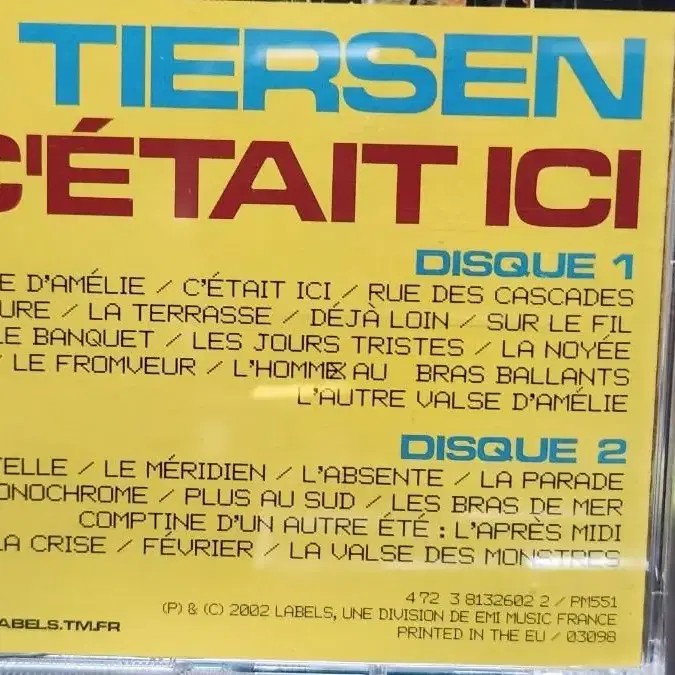 TIERSEN
C'ÉTAIT ICI
DISQUE 1
E D'AMÉLIE / C'ÉTAIT ICI / RUE DES CASCADES
URE / LA TERRASSE / DÉJÀ LOIN / SUR LE FIL
LE BANQUET / LES JOURS TRISTES / LA NOYÉE
/ LE FROMVEUR / L'HOMME AU BRAS BALLANTS
L'AUTRE VALSE D'AMÉLIE
DISQUE 2
TELLE / LE MÉRIDIEN / L'ABSENTE / LA PARADE
ONOCHROME / PLUS AU SUD / LES BRAS DE MER
COMPTINE D'UN AUTRE ÉTÉ : L'APRÈS MIDI
LA CRISE / FÉVRIER / LA VALSE DES MONSTRES
4 72 3 8132602 2 / PM551
(P) & (C) 2002 LABELS, UNE DIVISION DE EMI MUSIC FRANCE
ABELS.TM.FR
PRINTED IN THE EU / 03098